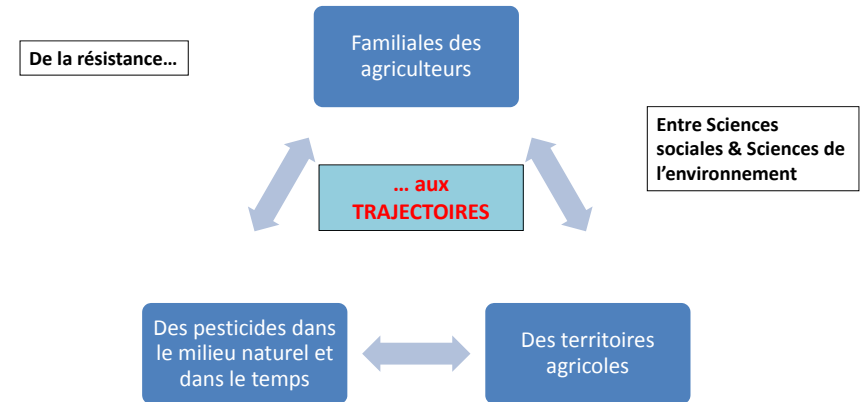 Familiales des
agriculteurs
De la résistance…
Entre Sciences
sociales & Sciences de
l’environnement
… aux
TRAJECTOIRES
Des pesticides dans
le milieu naturel et
dans le temps
Des territoires
agricoles